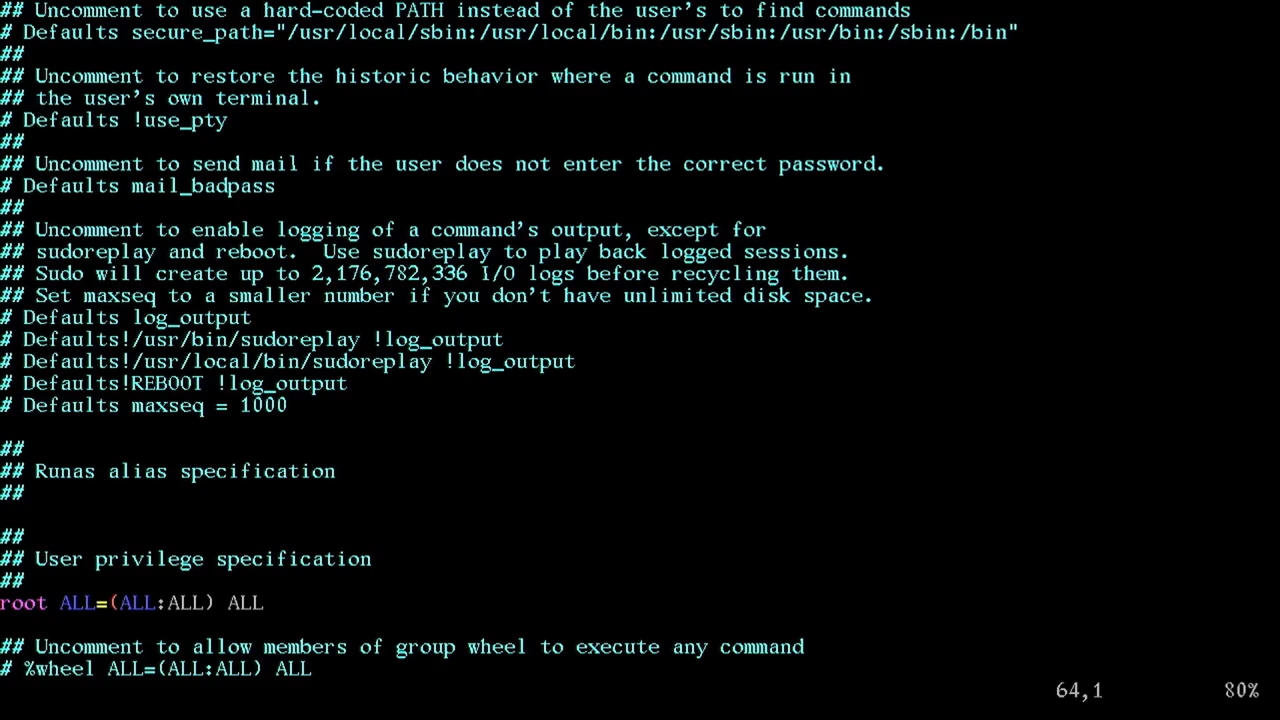 ## Uncomment to use a hard-coded PATH instead of the user's to find commands
# Defaults secure_path="/usr/local/sbin:/usr/local/bin:/usr/sbin:/usr/bin:/sbin:/bin"
##
## Uncomment to restore the historic behavior where a command is run in
## the user's own terminal.
# Defaults !use_pty
##
## Uncomment to send mail if the user does not enter the correct password.
# Defaults mail_badpass
##
## Uncomment to enable logging of a command's output, except for
## sudoreplay and reboot.  Use sudoreplay to play back logged sessions.
## Sudo will create up to 2,176,782,336 I/O logs before recycling them.
## Set maxseq to a smaller number if you don't have unlimited disk space.
# Defaults log_output
# Defaults!/usr/bin/sudoreplay !log_output
# Defaults!/usr/local/bin/sudoreplay !log_output
# Defaults!REBOOT !log_output
# Defaults maxseq = 1000
##
## Runas alias specification
##
##
## User privilege specification
##
root ALL=(ALL:ALL) ALL
## Uncomment to allow members of group wheel to execute any command
# %wheel ALL=(ALL:ALL) ALL
64,1 80%